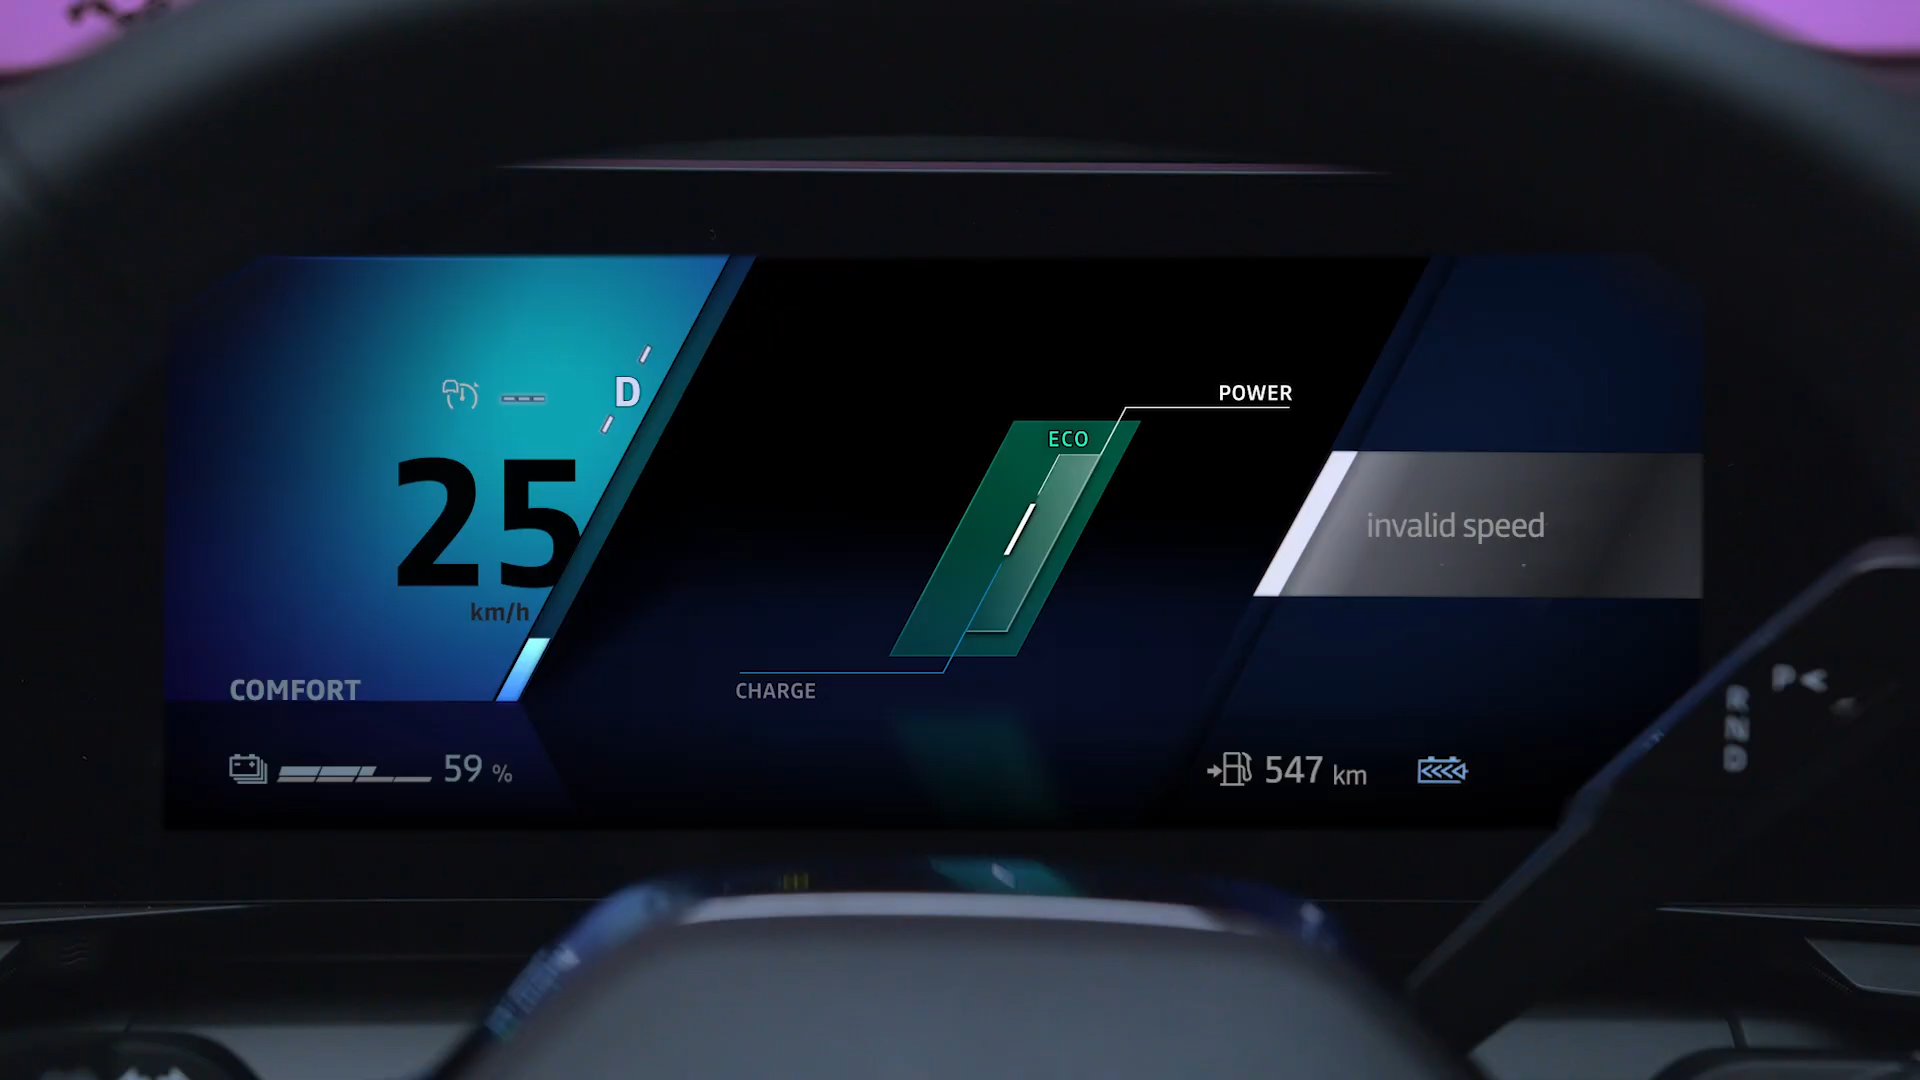 D
25
km/h
COMFORT
59 %
POWER
ECO
CHARGE
invalid speed
547 km
P
R
N
D